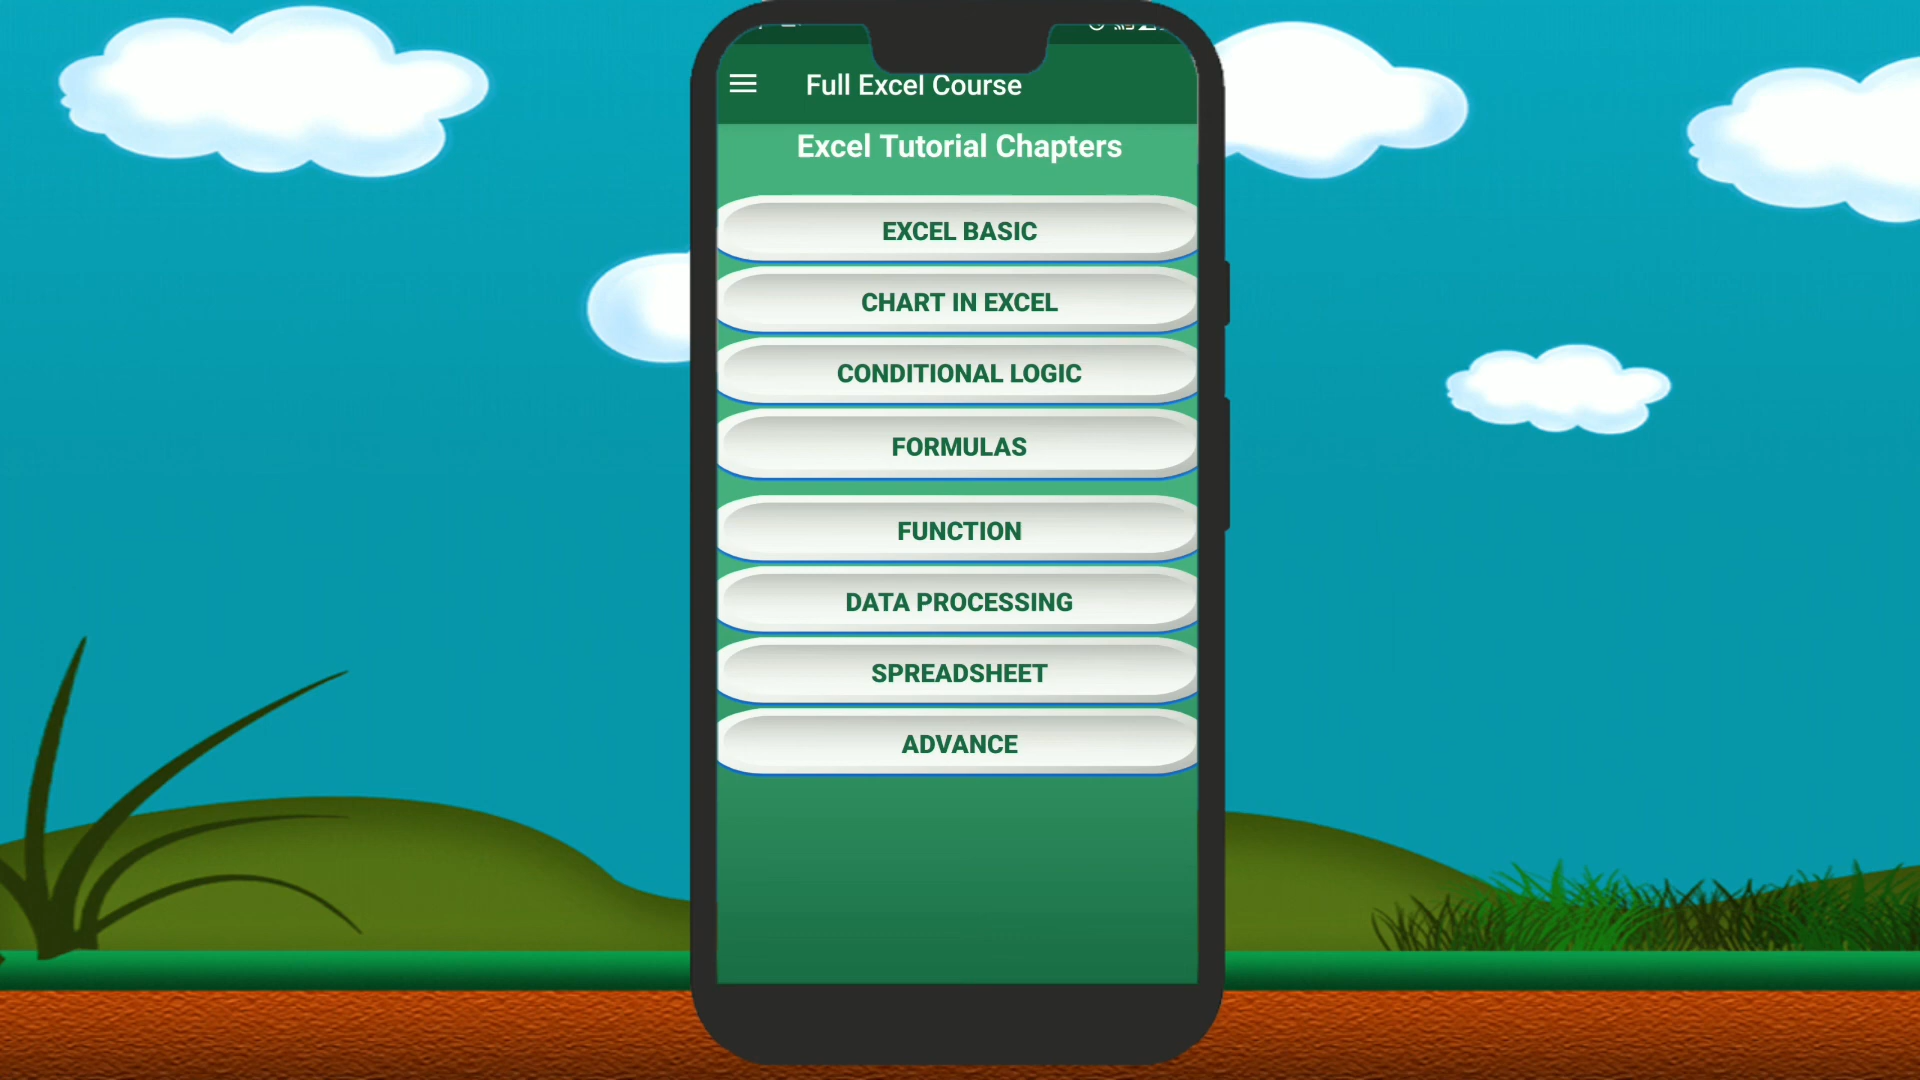 Full Excel Course
Excel Tutorial Chapters
EXCEL BASIC
CHART IN EXCEL
CONDITIONAL LOGIC
FORMULAS
FUNCTION
DATA PROCESSING
SPREADSHEET
ADVANCE